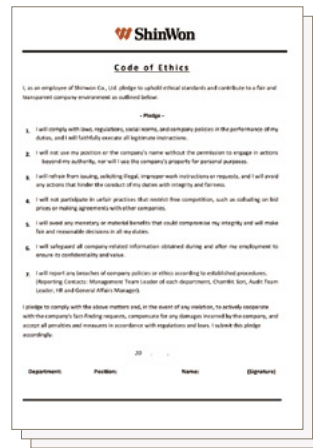 ShinWon
Code of Ethics
I, as an employee of Shinwon Co., Ltd. pledge to uphold ethical standards and contribute to a fair and
transparent company environment as outlined below.
- Pledge -
1. I will comply with laws, regulations, social norms, and company policies in the performance of my
duties, and I will faithfully execute all legitimate instructions.
2. I will not use my position or the company's name without the permission to engage in actions
beyond my authority, nor will I use the company's property for personal purposes.
3. I will refrain from issuing, soliciting illegal, improper work instructions or requests, and I will avoid
any actions that hinder the conduct of my duties with integrity and fairness.
4. I will not participate in unfair practices that restrict free competition, such as colluding on bid
prices or making agreements with other companies.
5. I will avoid any monetary or material benefits that could compromise my integrity and will make
fair and reasonable decisions in all my duties.
6. I will safeguard all company-related information obtained during and after my employment to
ensure its confidentiality and value.
7. I will report any breaches of company policies or ethics according to established procedures.
(Reporting Contacts: Management Team Leader of each department, Chambit Son, Audit Team
Leader, HR and General Affairs Manager)
I pledge to comply with the above matters and, in the event of any violation, to actively cooperate
with the company's fact-finding requests, compensate for any damages incurred by the company, and
accept all penalties and measures in accordance with regulations and laws. I submit this pledge
accordingly.
20 . .
Department: Position: Name: (Signature)